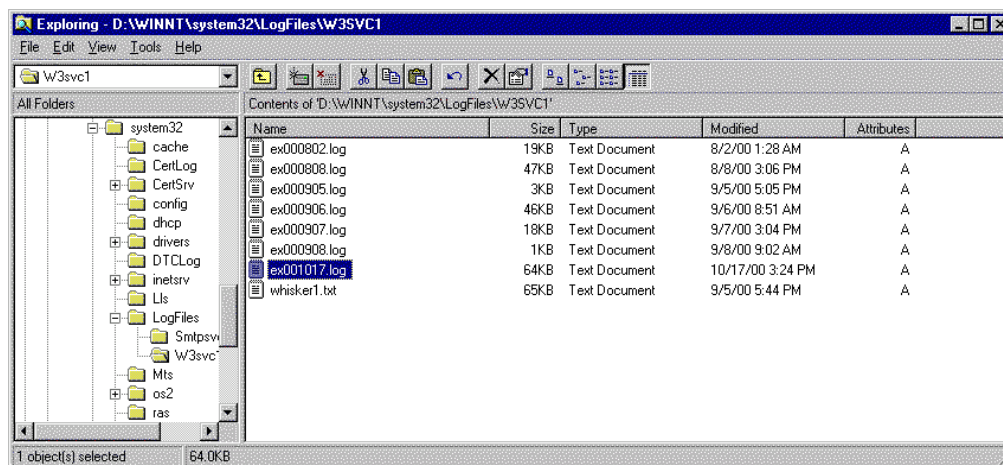 Exploring - D:\WINNT\system32\LogFiles\W3SVC1
File Edit View Tools Help
W3svc1
All Folders
Contents of 'D:\WINNT\system32\LogFiles\W3SVC1'
system32
cache
CertLog
CertSrv
config
dhcp
drivers
DTCLog
inetsrv
Lls
LogFiles
Smtpsv
W3svc1
Mts
os2
ras
Name Size Type Modified Attributes
ex000802.log 19KB Text Document 8/2/00 1:28 AM A
ex000808.log 47KB Text Document 8/8/00 3:06 PM A
ex000905.log 3KB Text Document 9/5/00 5:05 PM A
ex000906.log 46KB Text Document 9/6/00 8:51 AM A
ex000907.log 18KB Text Document 9/7/00 3:04 PM A
ex000908.log 1KB Text Document 9/8/00 9:02 AM A
ex001017.log 64KB Text Document 10/17/00 3:24 PM A
whisker1.txt 65KB Text Document 9/5/00 5:44 PM A
1 object(s) selected 64.0KB